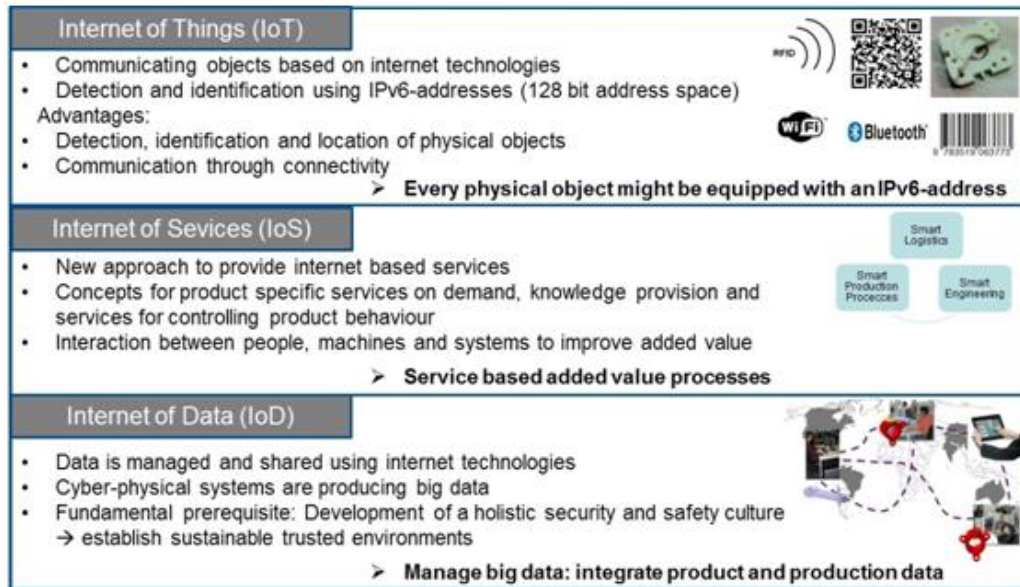 Internet of Things (IoT)
• Communicating objects based on internet technologies
• Detection and identification using IPv6-addresses (128 bit address space)
Advantages:
• Detection, identification and location of physical objects
• Communication through connectivity
➢ Every physical object might be equipped with an IPv6-address
RFID
WiFi
Bluetooth
9 783519 063773
Internet of Sevices (IoS)
• New approach to provide internet based services
• Concepts for product specific services on demand, knowledge provision and
services for controlling product behaviour
• Interaction between people, machines and systems to improve added value
➢ Service based added value processes
Smart
Logistics
Smart
Production
Processes
Smart
Engineering
Internet of Data (IoD)
• Data is managed and shared using internet technologies
• Cyber-physical systems are producing big data
• Fundamental prerequisite: Development of a holistic security and safety culture
→ establish sustainable trusted environments
➢ Manage big data: integrate product and production data